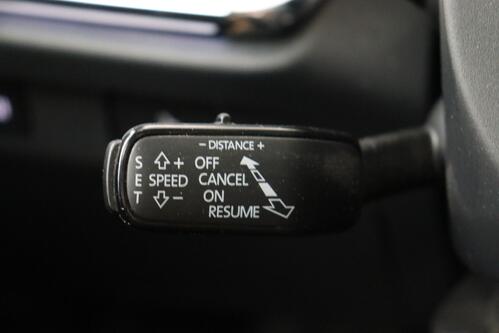 - DISTANCE +
S + OFF
E SPEED CANCEL
T - ON
RESUME